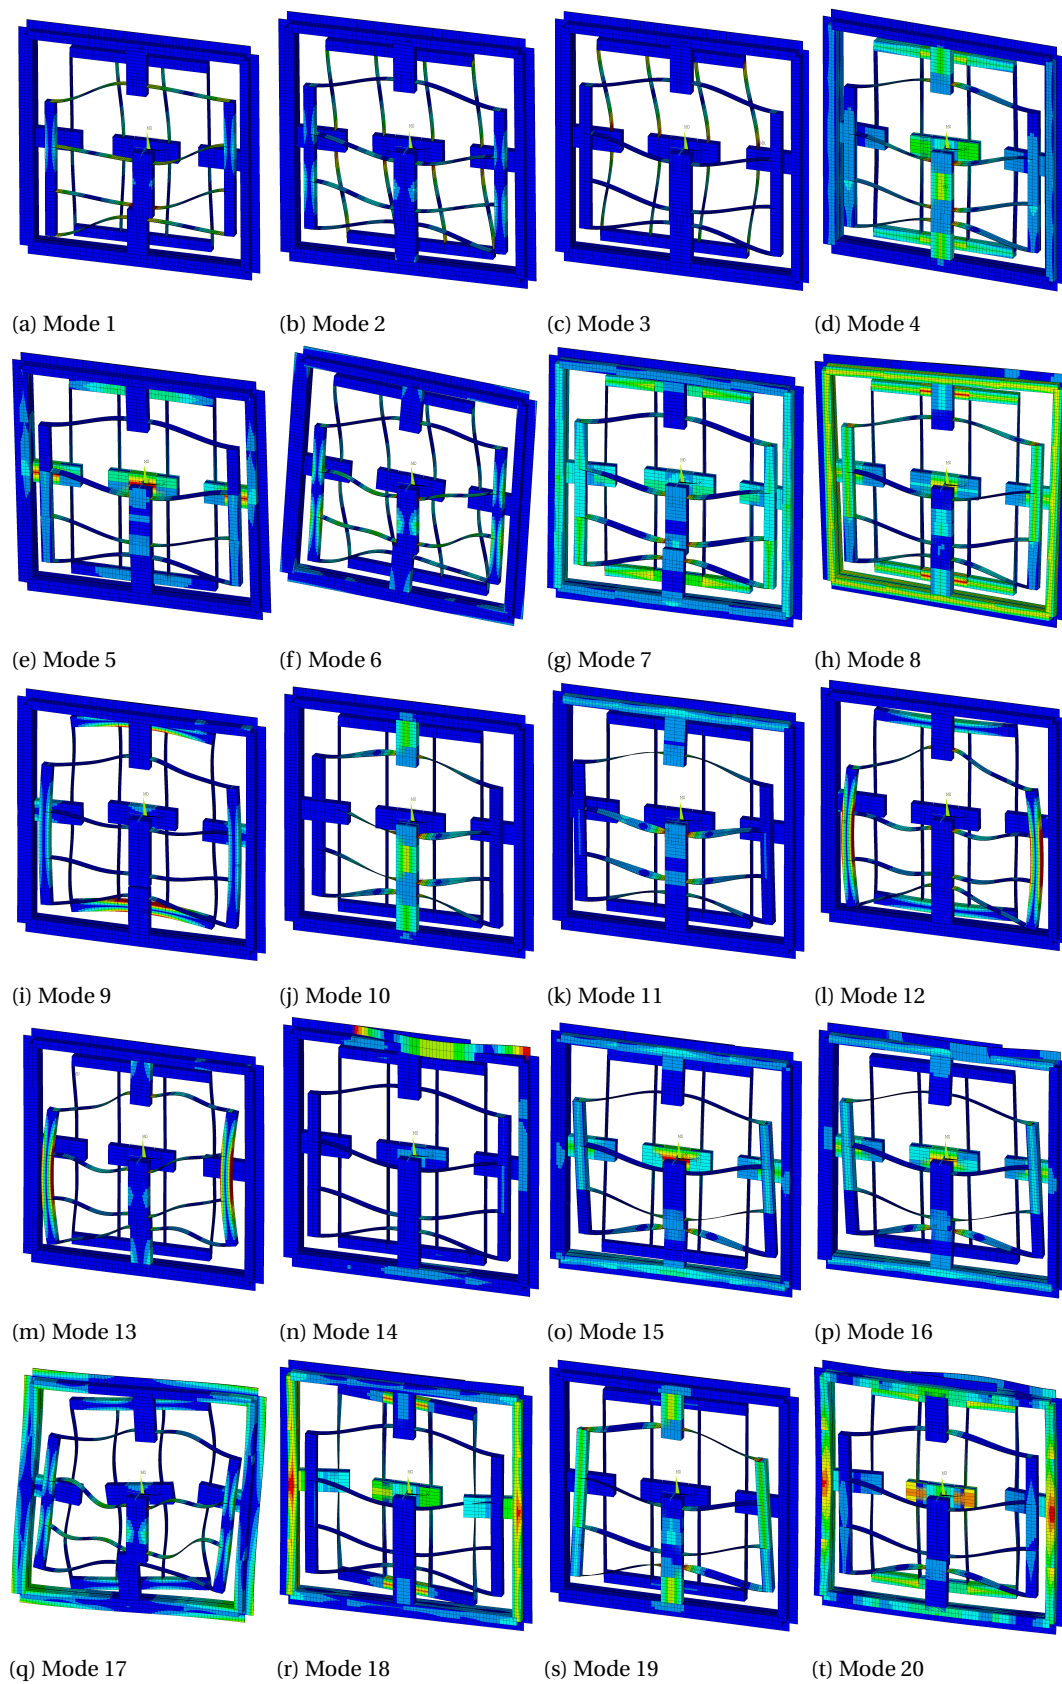 (a) Mode 1
(b) Mode 2
(c) Mode 3
(d) Mode 4
(e) Mode 5
(f) Mode 6
(g) Mode 7
(h) Mode 8
(i) Mode 9
(j) Mode 10
(k) Mode 11
(l) Mode 12
(m) Mode 13
(n) Mode 14
(o) Mode 15
(p) Mode 16
(q) Mode 17
(r) Mode 18
(s) Mode 19
(t) Mode 20